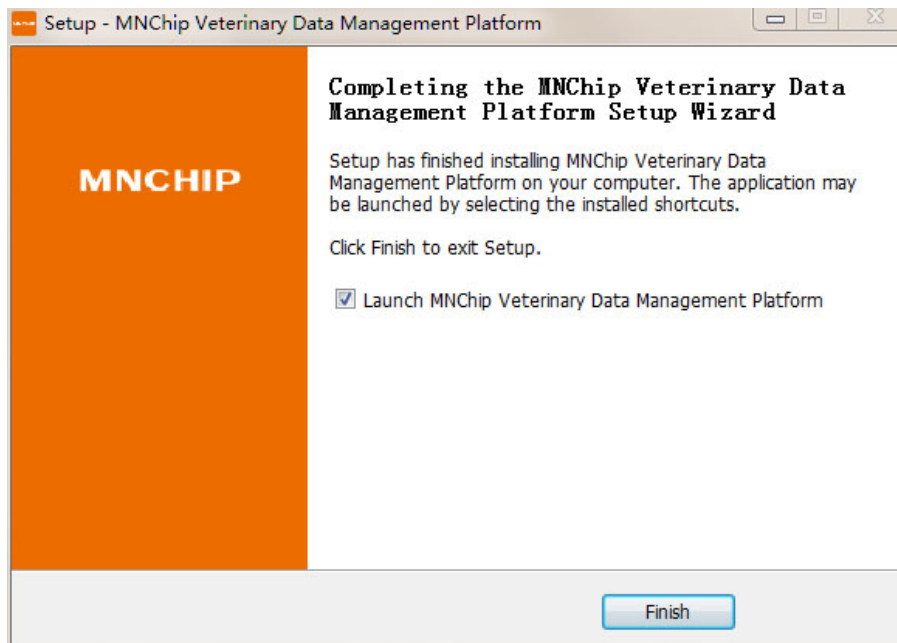 Setup - MNChip Veterinary Data Management Platform
Completing the MNChip Veterinary Data
Management Platform Setup Wizard
MNCHIP
Setup has finished installing MNChip Veterinary Data
Management Platform on your computer. The application may
be launched by selecting the installed shortcuts.
Click Finish to exit Setup.
Launch MNChip Veterinary Data Management Platform
Finish